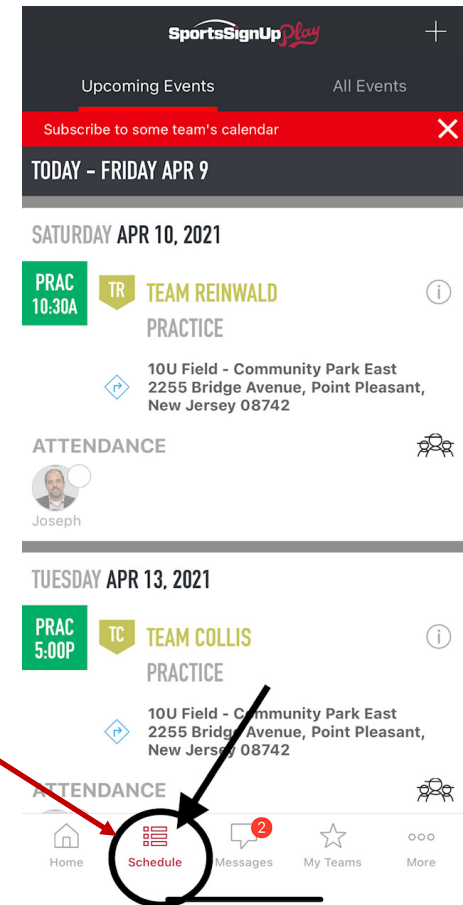 SportsSignUpPlay
Upcoming Events
All Events
Subscribe to some team's calendar
TODAY - FRIDAY APR 9
SATURDAY APR 10, 2021
PRAC
10:30A
TR
TEAM REINWALD
PRACTICE
10U Field - Community Park East
2255 Bridge Avenue, Point Pleasant,
New Jersey 08742
ATTENDANCE
Joseph
TUESDAY APR 13, 2021
PRAC
5:00P
TC
TEAM COLLIS
PRACTICE
10U Field - Community Park East
2255 Bridge Avenue, Point Pleasant,
New Jersey 08742
ATTENDANCE
2
Home
Schedule
Messages
My Teams
More